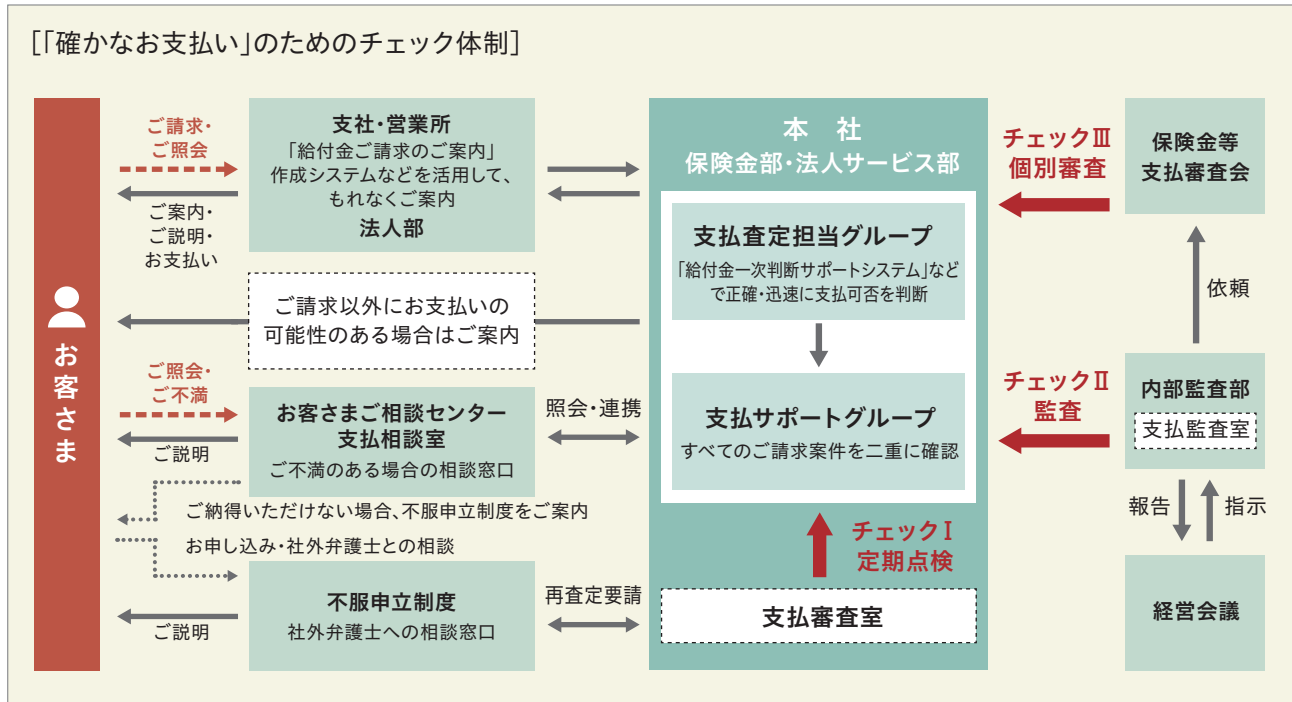 [「確かなお支払い」のためのチェック体制]
お客さま
ご請求・
ご照会
ご案内・
ご説明・
お支払い
支社・営業所
「給付金ご請求のご案内」
作成システムなどを活用して、
もれなくご案内
法人部
ご請求以外にお支払いの
可能性のある場合はご案内
ご照会・
ご不満
ご説明
お客さまご相談センター
支払相談室
ご不満のある場合の相談窓口
照会・連携
ご納得いただけない場合、不服申立制度をご案内
お申し込み・社外弁護士との相談
ご説明
不服申立制度
社外弁護士への相談窓口
再査定要請
本 社
保険金部・法人サービス部
支払査定担当グループ
「給付金一次判断サポートシステム」など
で正確・迅速に支払可否を判断
支払サポートグループ
すべてのご請求案件を二重に確認
チェックⅠ
定期点検
支払審査室
チェックⅢ
個別審査
保険金等
支払審査会
依頼
チェックⅡ
監査
内部監査部
支払監査室
報告
指示
経営会議